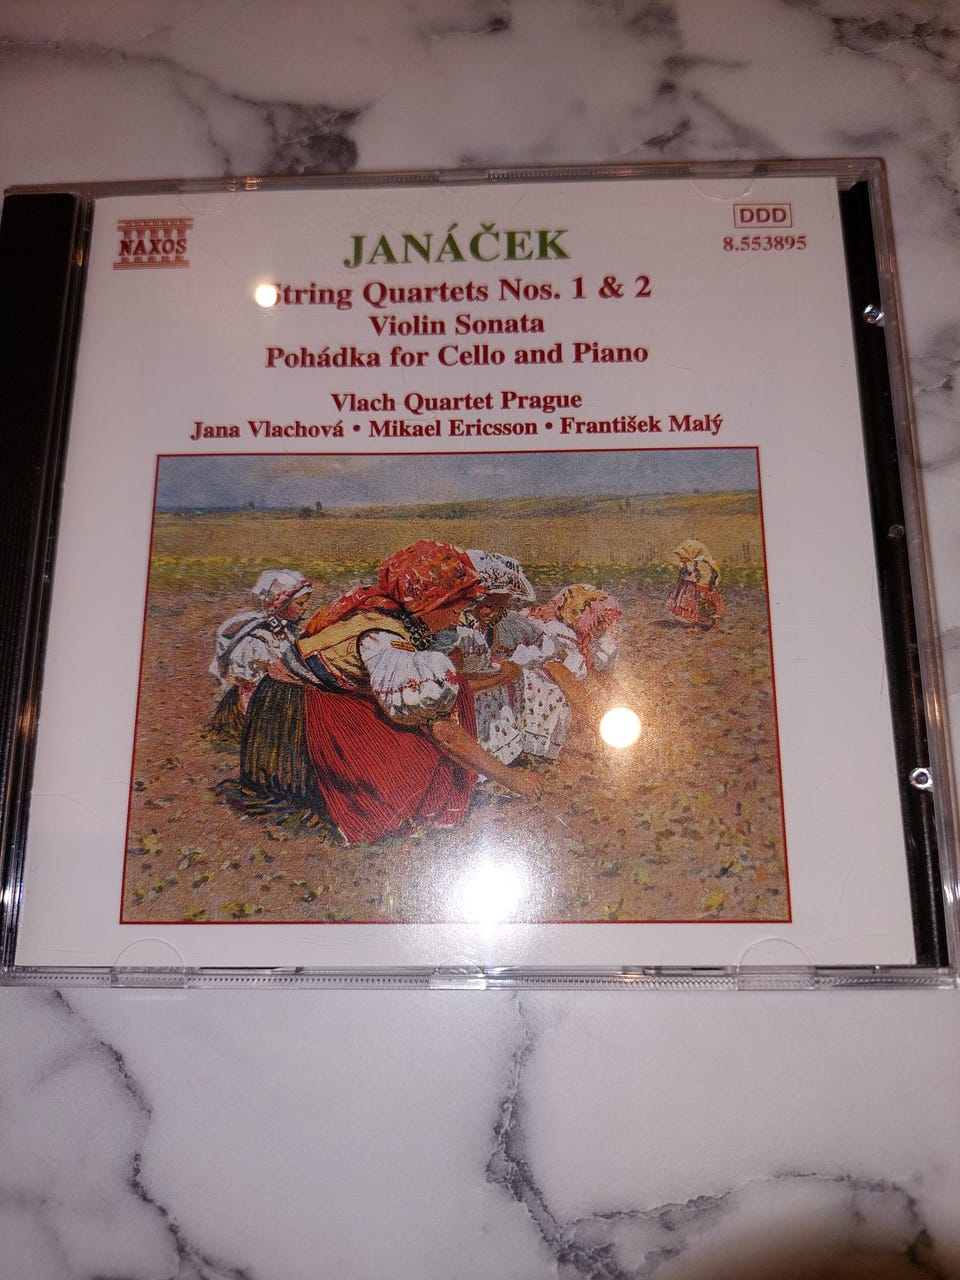 NAXOS
DDD
8.553895
JANÁČEK
String Quartets Nos. 1 & 2
Violin Sonata
Pohádka for Cello and Piano
Vlach Quartet Prague
Jana Vlachová • Mikael Ericsson • František Malý